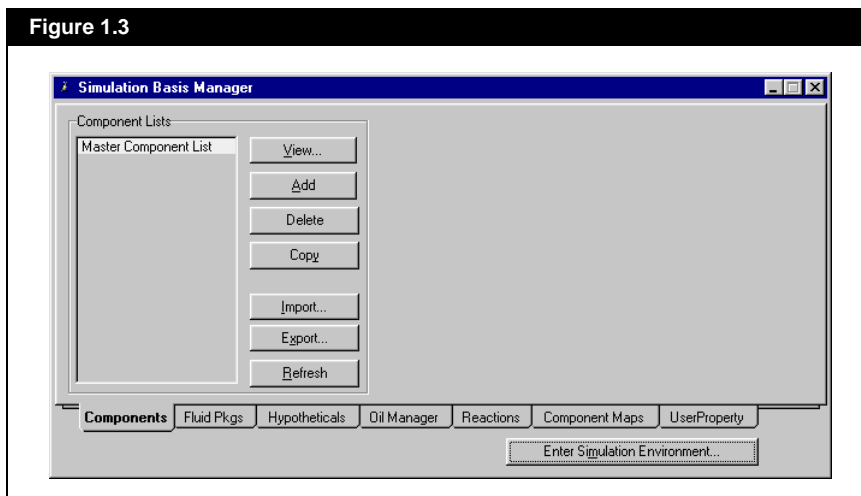 Figure 1.3
Simulation Basis Manager
Component Lists
Master Component List
View...
Add
Delete
Copy
Import...
Export...
Refresh
Components Fluid Pkgs Hypotheticals Oil Manager Reactions Component Maps UserProperty
Enter Simulation Environment...